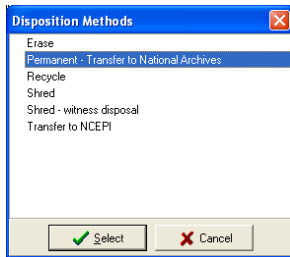 Disposition Methods
Erase
Permanent - Transfer to National Archives
Recycle
Shred
Shred - witness disposal
Transfer to NCEPI
Select
Cancel